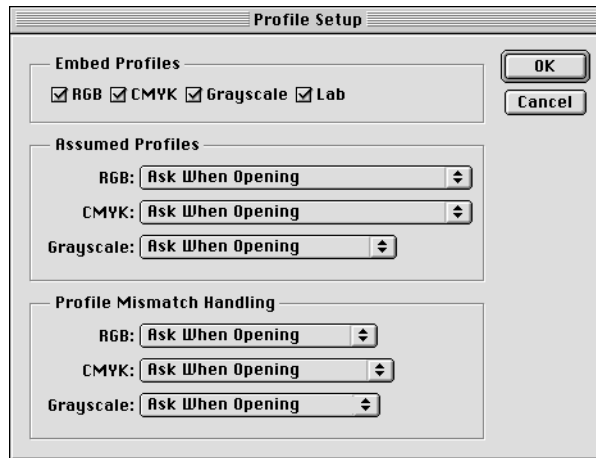 Profile Setup
Embed Profiles
RGB CMYK Grayscale Lab
OK
Cancel
Assumed Profiles
RGB: Ask When Opening
CMYK: Ask When Opening
Grayscale: Ask When Opening
Profile Mismatch Handling
RGB: Ask When Opening
CMYK: Ask When Opening
Grayscale: Ask When Opening